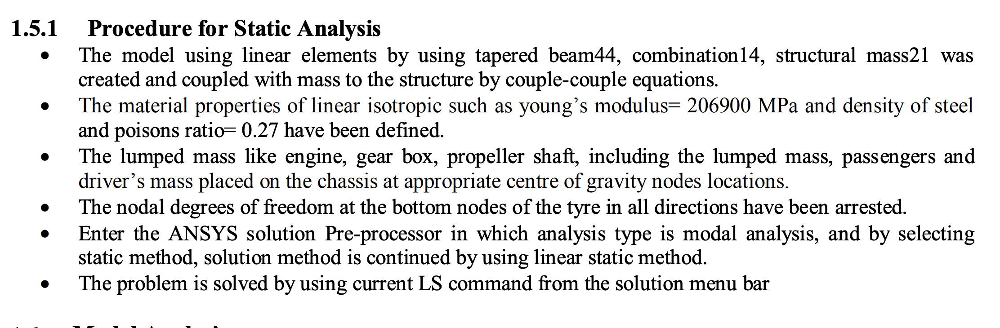 1.5.1 Procedure for Static Analysis
• The model using linear elements by using tapered beam44, combination14, structural mass21 was
created and coupled with mass to the structure by couple-couple equations.
• The material properties of linear isotropic such as young’s modulus= 206900 MPa and density of steel
and poisons ratio= 0.27 have been defined.
• The lumped mass like engine, gear box, propeller shaft, including the lumped mass, passengers and
driver’s mass placed on the chassis at appropriate centre of gravity nodes locations.
• The nodal degrees of freedom at the bottom nodes of the tyre in all directions have been arrested.
• Enter the ANSYS solution Pre-processor in which analysis type is modal analysis, and by selecting
static method, solution method is continued by using linear static method.
• The problem is solved by using current LS command from the solution menu bar